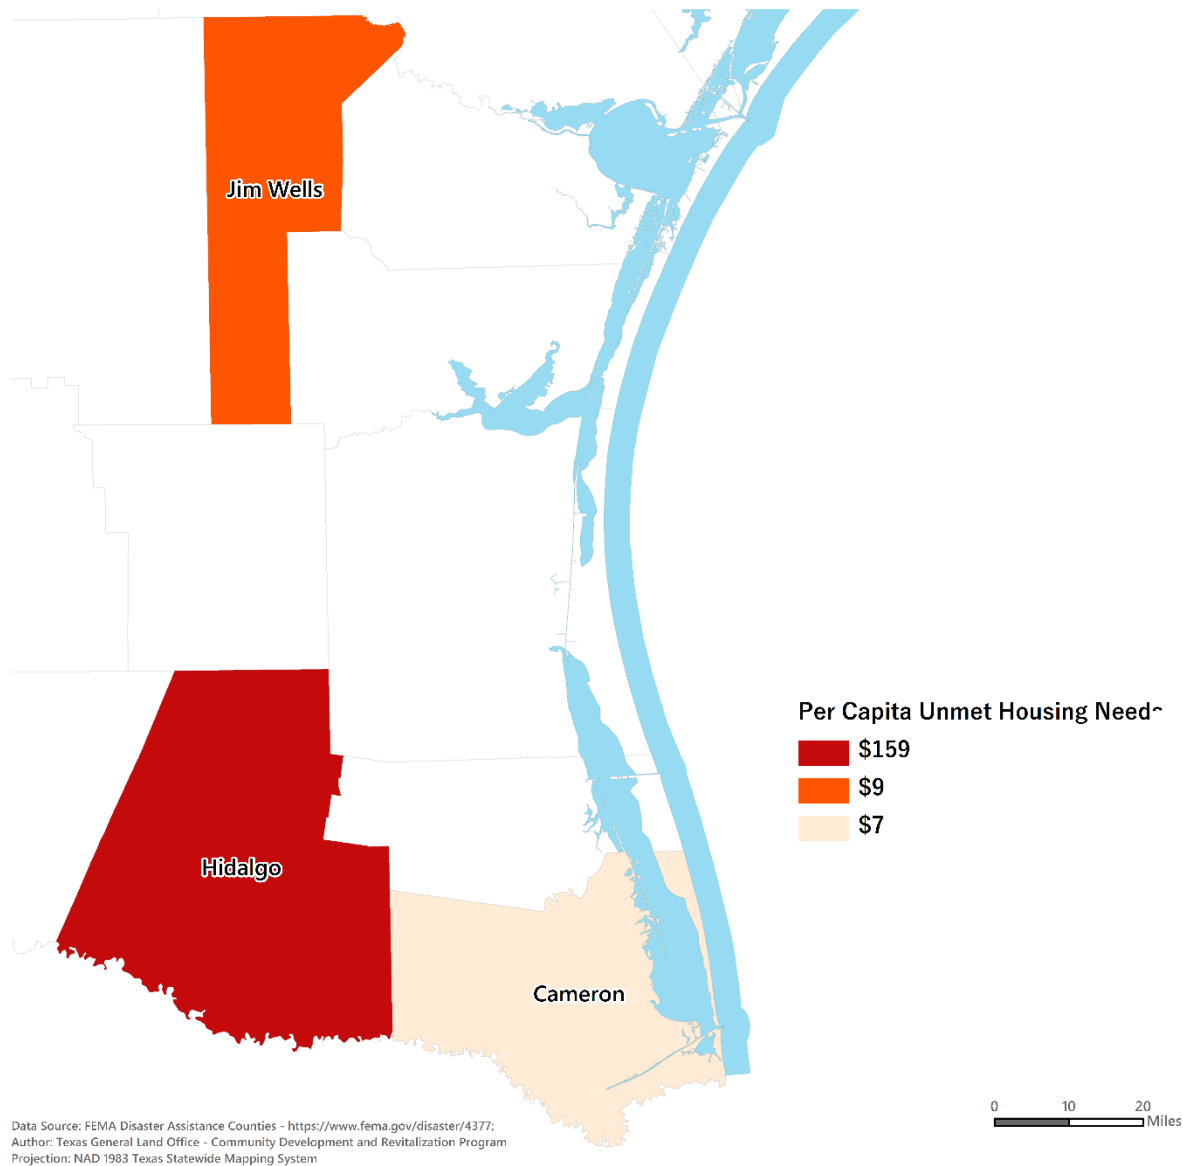 Jim Wells
Per Capita Unmet Housing Need
$159
$9
$7
Hidalgo
Cameron
0 10 20
Miles
Data Source: FEMA Disaster Assistance Counties - https://www.fema.gov/disaster/4377;
Author: Texas General Land Office - Community Development and Revitalization Program
Projection: NAD 1983 Texas Statewide Mapping System